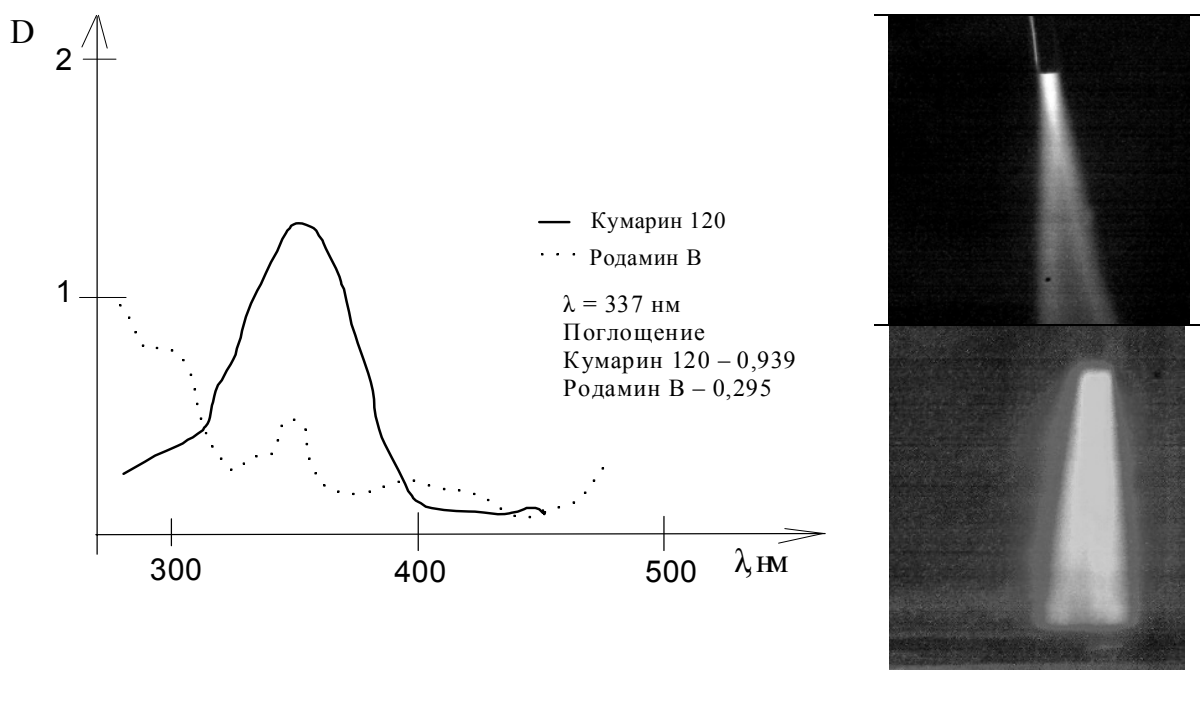 D
2
Кумарин 120
Родамин В
1
λ = 337 нм
Поглощение
Кумарин 120 – 0,939
Родамин В – 0,295
300
400
500
λ, нм